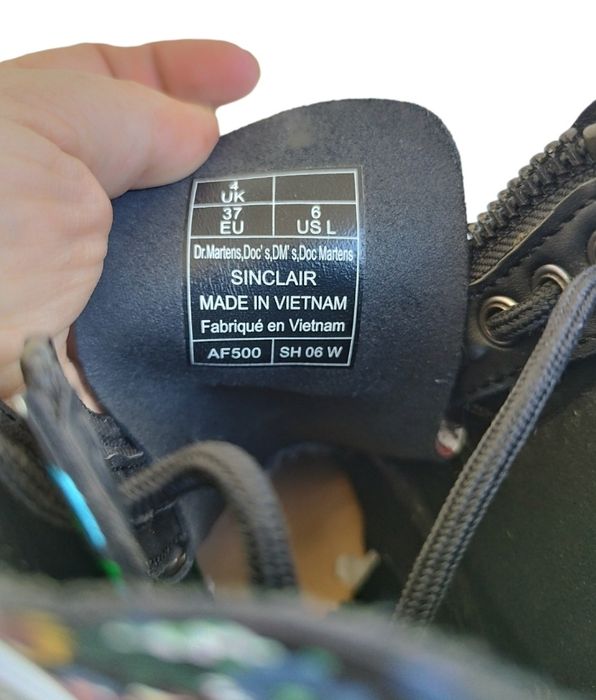 4
UK
37 6
EU US L
Dr.Martens,Doc's,DM's,Doc Martens
SINCLAIR
MADE IN VIETNAM
Fabriqué en Vietnam
AF500 SH 06 W